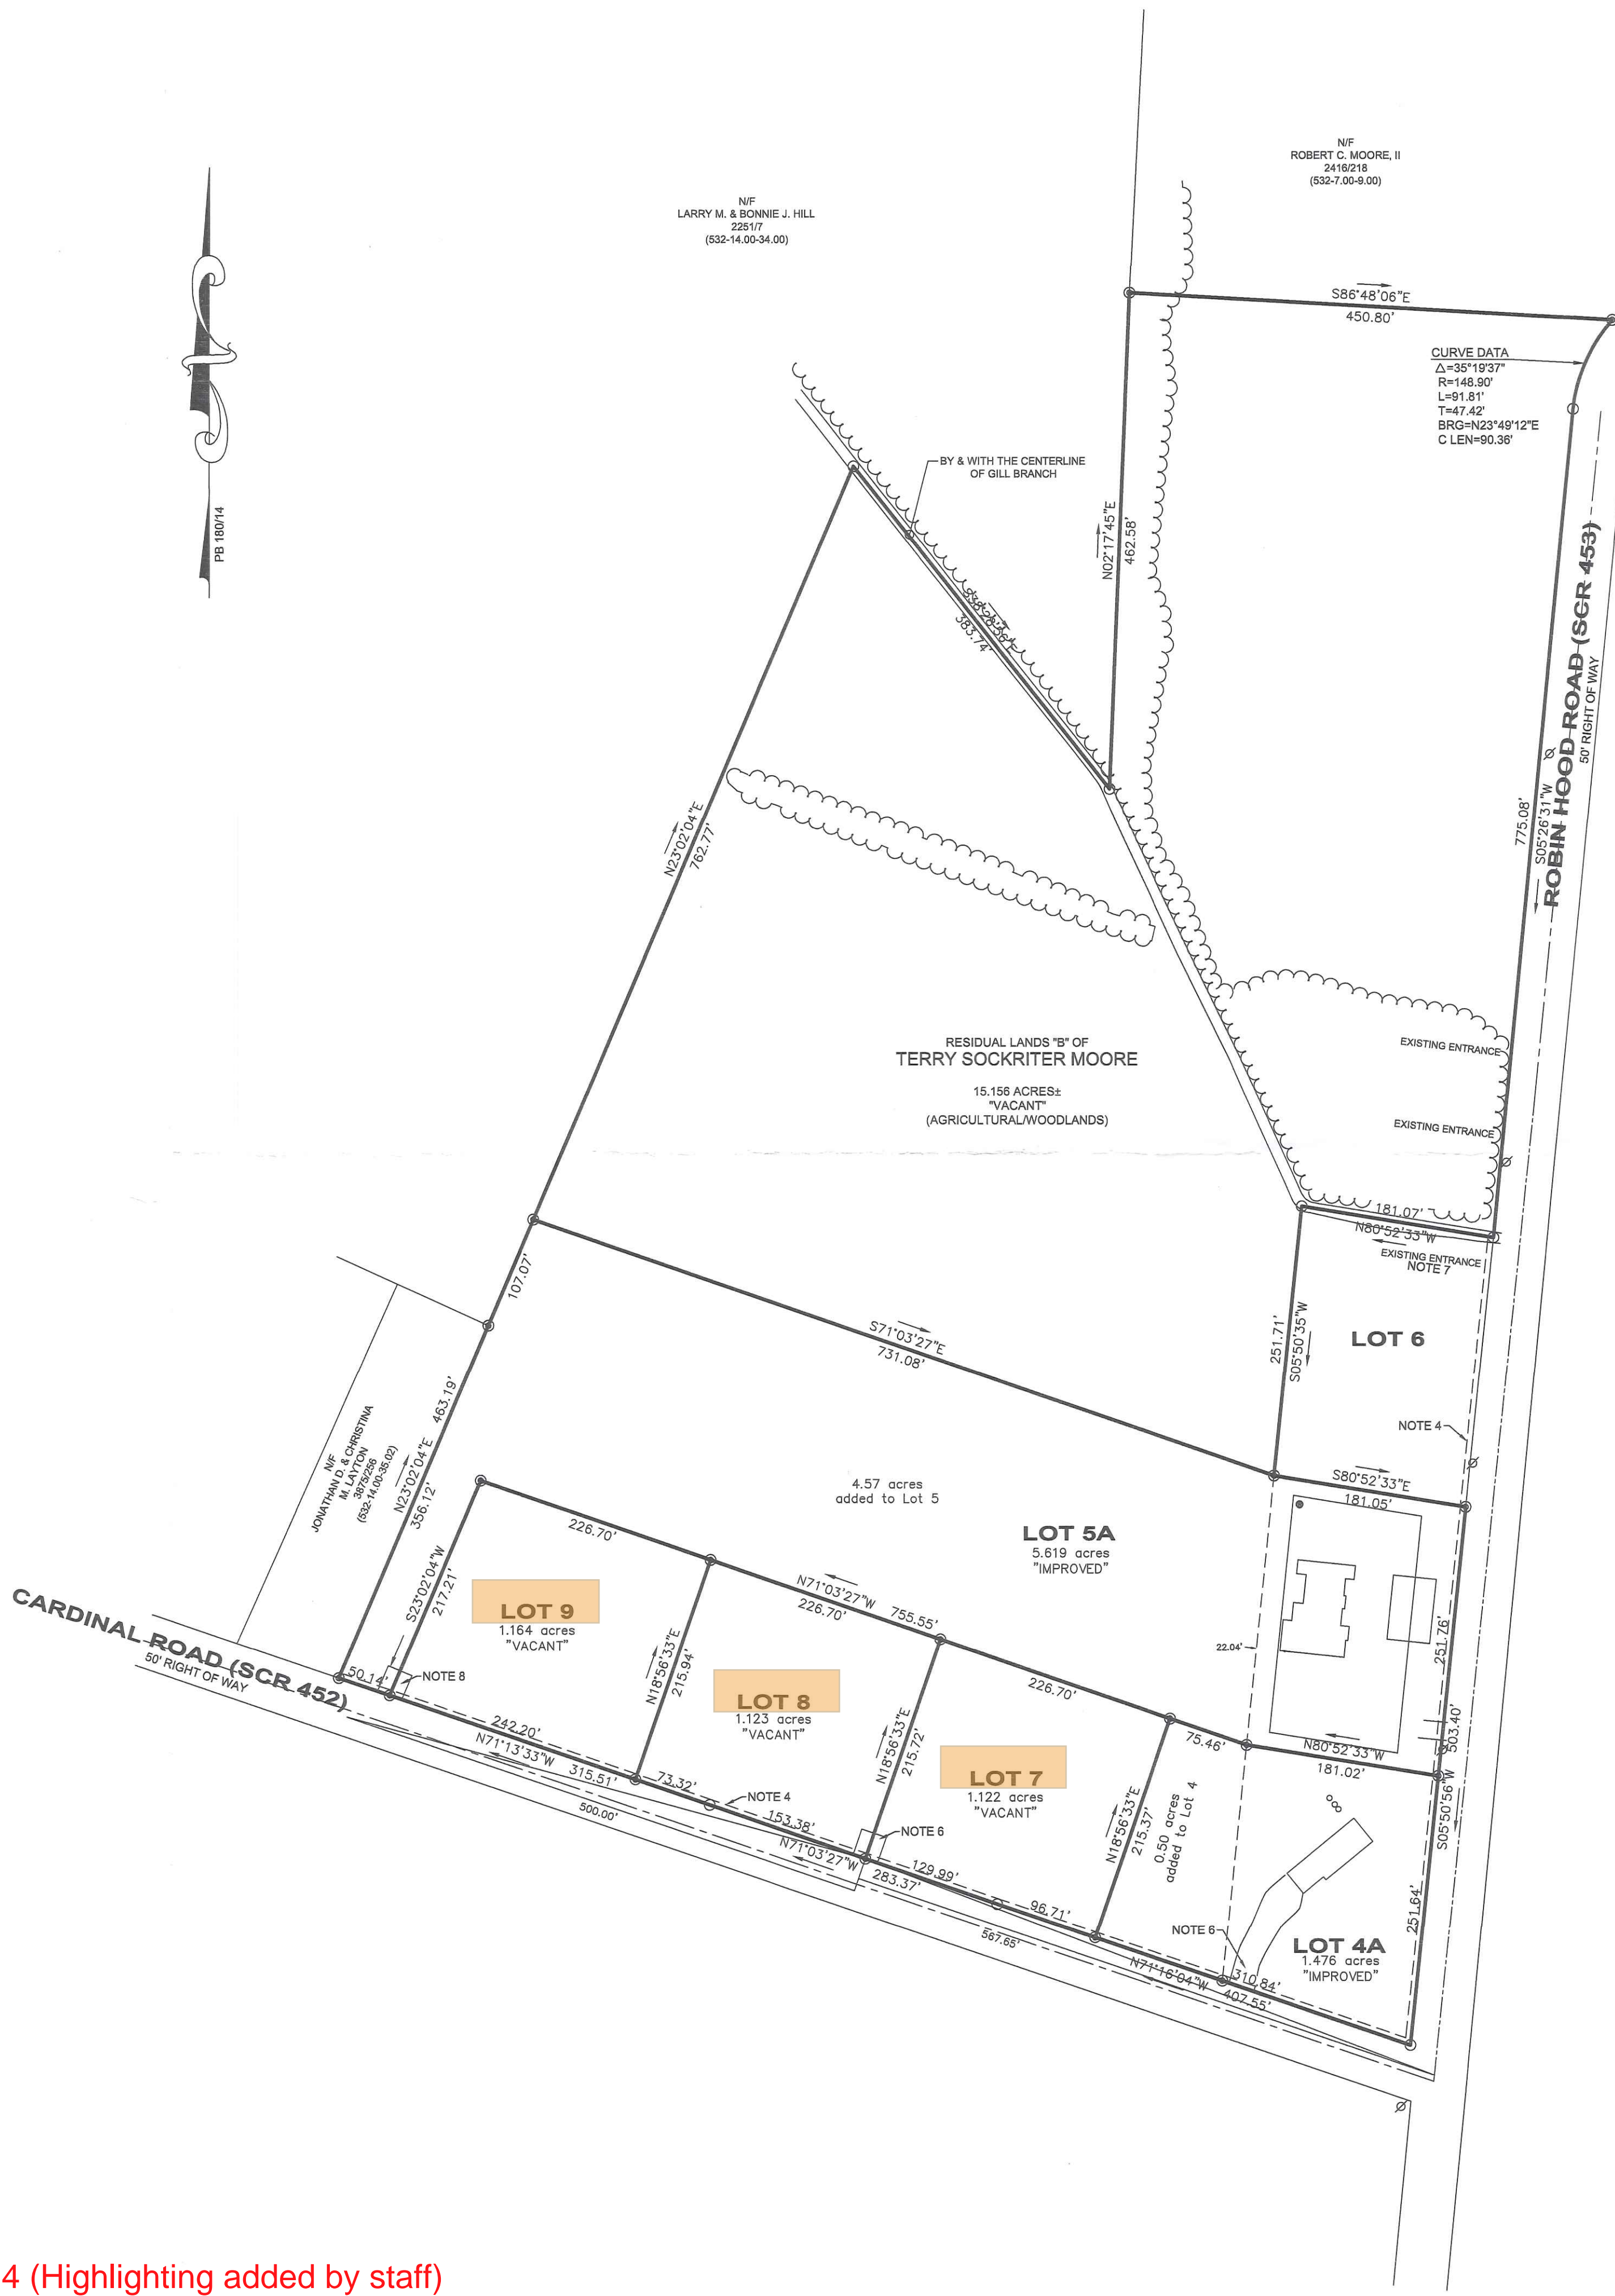 N/F
ROBERT C. MOORE, II
2416/218
(532-7.00-9.00)
N/F
LARRY M. & BONNIE J. HILL
2251/7
(532-14.00-34.00)
PB 180/14
S86°48'06"E
450.80'
CURVE DATA
Δ=35°19'37"
R=148.90'
L=91.81'
T=47.42'
BRG=N23°49'12"E
C LEN=90.36'
BY & WITH THE CENTERLINE
OF GILL BRANCH
N02°17'45"E
462.58'
S38°28'56"E
383.74'
ROBIN HOOD ROAD (SCR 453)
50' RIGHT OF WAY
775.08'
S05°26'31"W
N23°02'04"E
762.77'
RESIDUAL LANDS "B" OF
TERRY SOCKRITER MOORE
15.156 ACRES±
"VACANT"
(AGRICULTURAL/WOODLANDS)
EXISTING ENTRANCE
EXISTING ENTRANCE
181.07'
N80°52'33"W
EXISTING ENTRANCE
NOTE 7
107.07'
S71°03'27"E
731.08'
251.71'
S05°50'35"W
LOT 6
NOTE 4
N/F
JONATHAN D. & CHRISTINA
M. LAYTON
3875/256
(532-14.00-35.02)
463.19'
N23°02'04"E
356.12'
S80°52'33"E
181.05'
4.57 acres
added to Lot 5
LOT 5A
5.619 acres
"IMPROVED"
226.70'
N71°03'27"W
755.55'
226.70'
S23°02'04"W
217.21'
LOT 9
1.164 acres
"VACANT"
CARDINAL ROAD (SCR 452)
50' RIGHT OF WAY
50.14'
NOTE 8
N18°56'33"E
215.94'
LOT 8
1.123 acres
"VACANT"
226.70'
22.04'
251.76'
242.20'
N71°13'33"W
315.51'
73.32'
NOTE 4
N18°56'33"E
215.72'
LOT 7
1.122 acres
"VACANT"
75.46'
N80°52'33"W
181.02'
503.40'
S05°50'56"W
500.00'
153.38'
N71°03'27"W
283.37'
NOTE 6
129.99'
N18°56'33"E
215.37'
0.50 acres
added to Lot 4
96.71'
567.65'
NOTE 6
251.64'
LOT 4A
1.476 acres
"IMPROVED"
N71°16'04"W
310.84'
407.55'
4 (Highlighting added by staff)